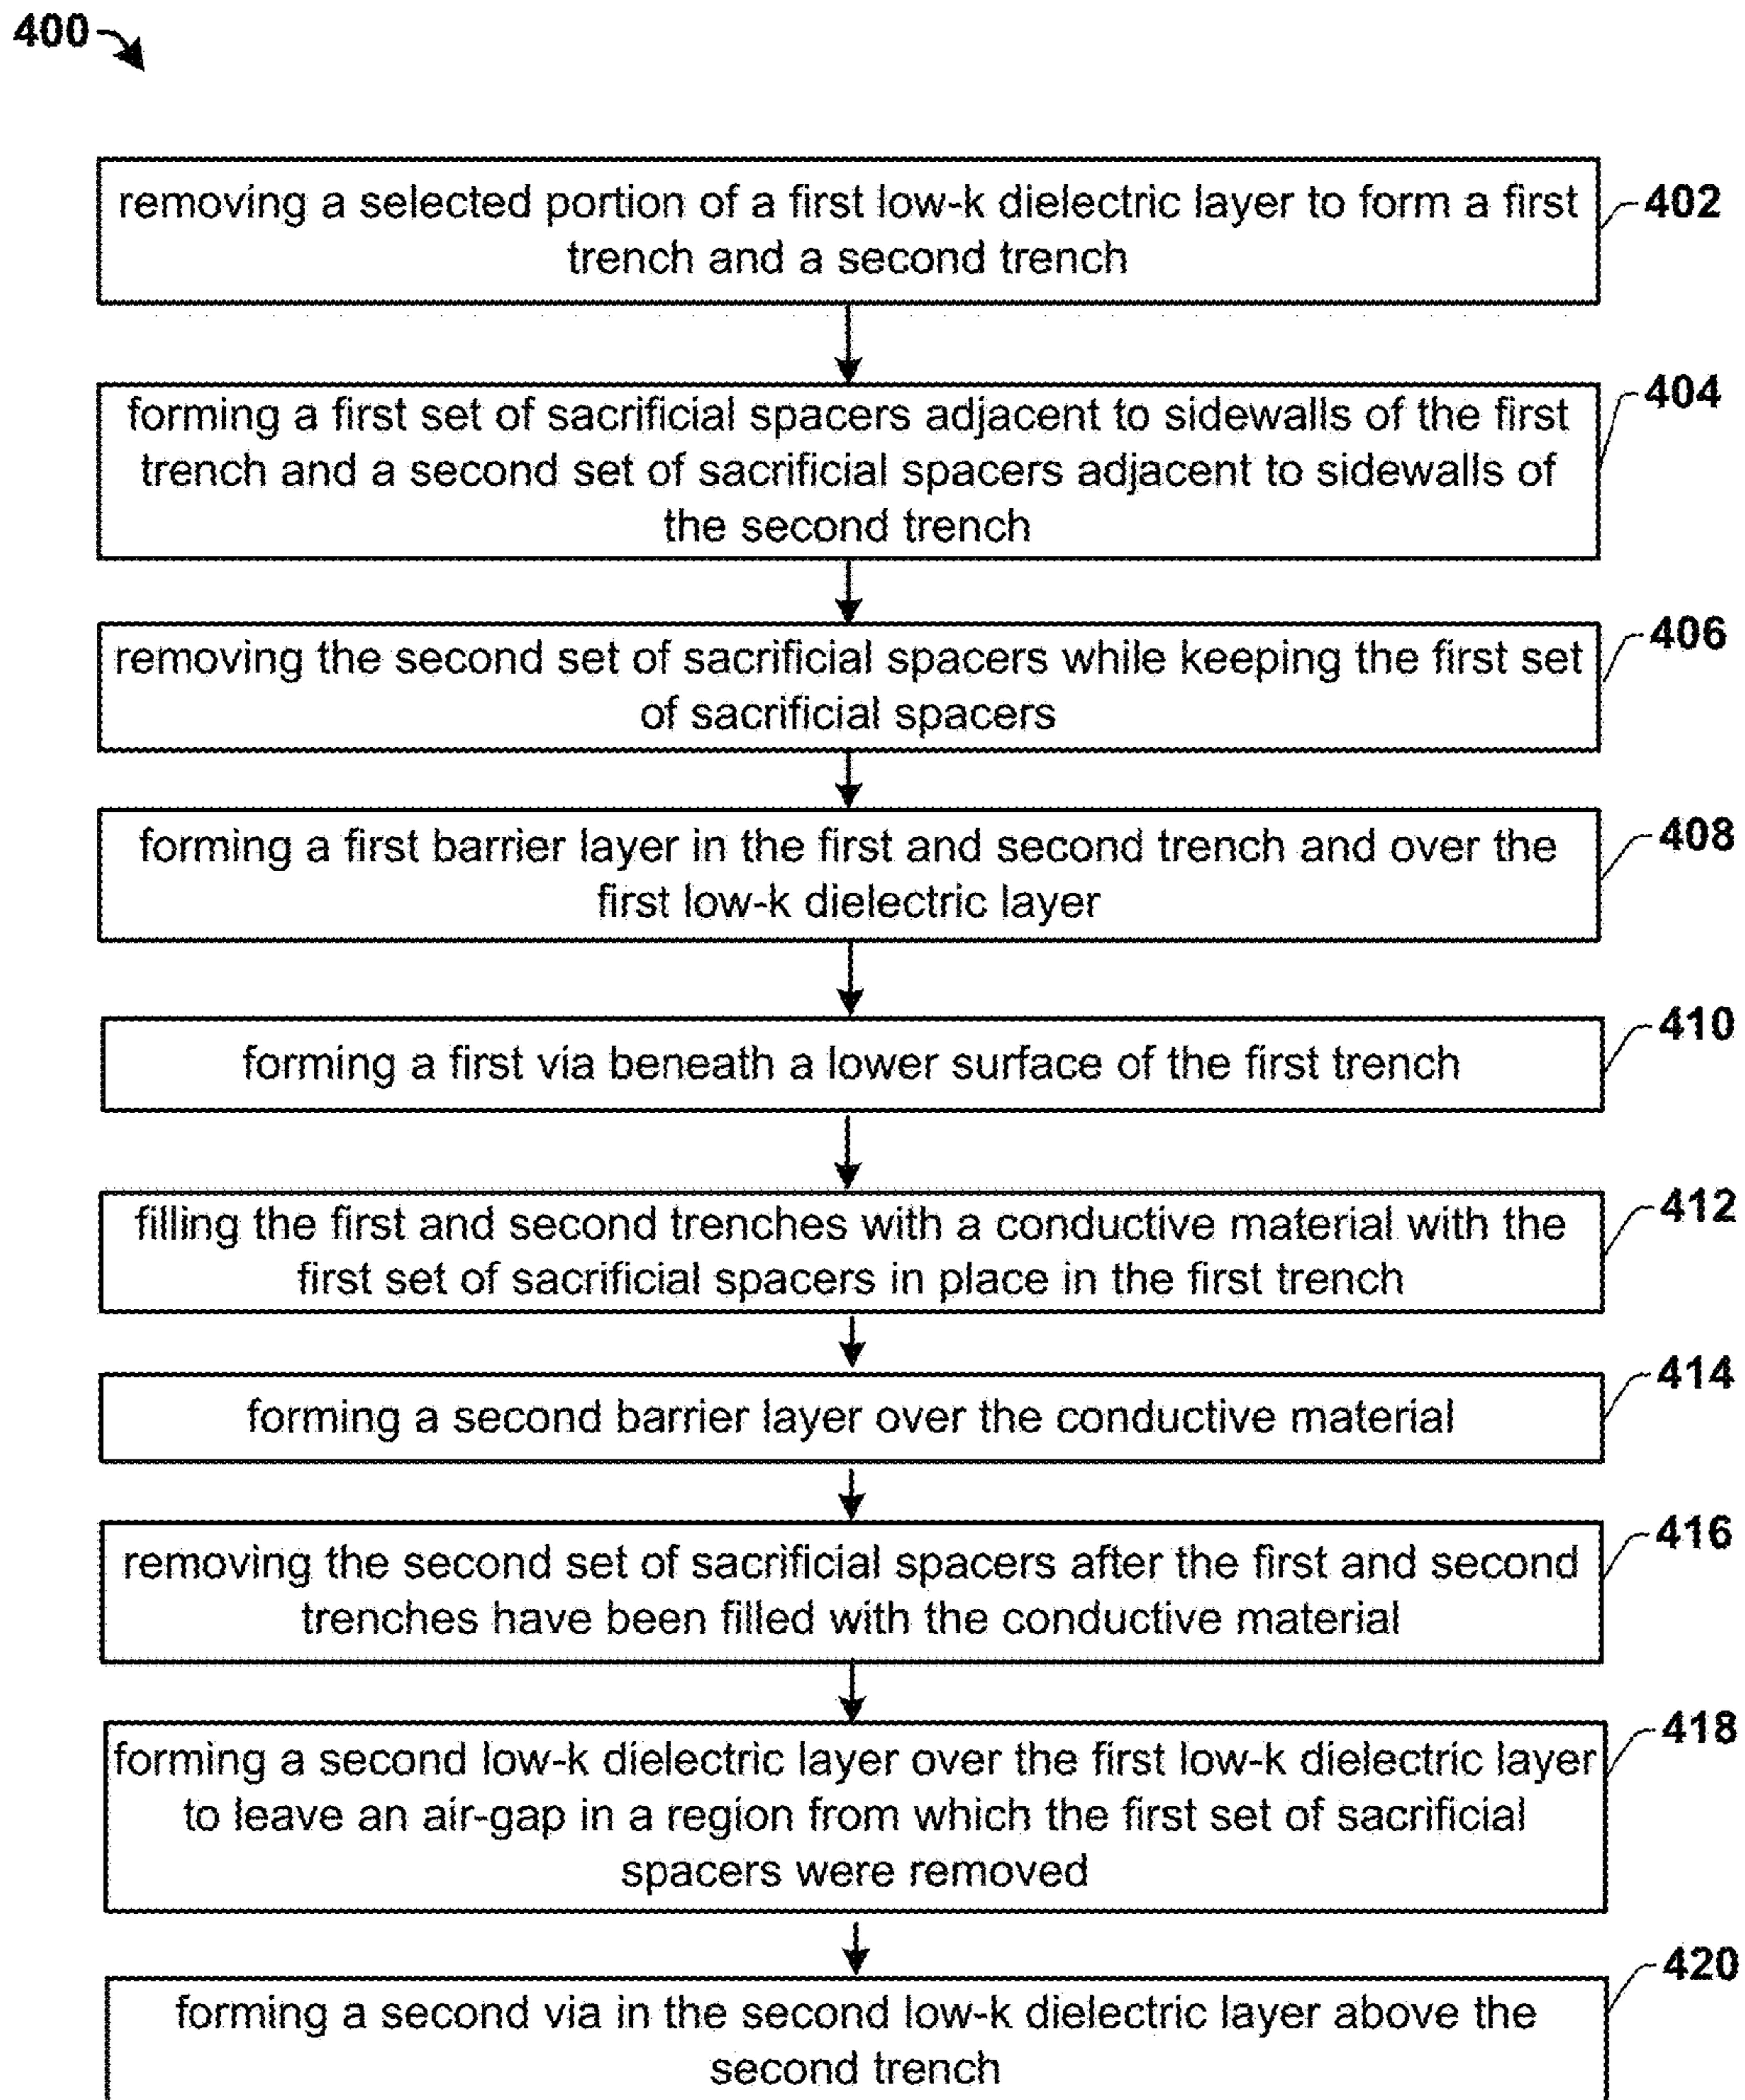 400
removing a selected portion of a first low-k dielectric layer to form a first
trench and a second trench
402
forming a first set of sacrificial spacers adjacent to sidewalls of the first
trench and a second set of sacrificial spacers adjacent to sidewalls of
the second trench
404
removing the second set of sacrificial spacers while keeping the first set
of sacrificial spacers
406
forming a first barrier layer in the first and second trench and over the
first low-k dielectric layer
408
forming a first via beneath a lower surface of the first trench
410
filling the first and second trenches with a conductive material with the
first set of sacrificial spacers in place in the first trench
412
forming a second barrier layer over the conductive material
414
removing the second set of sacrificial spacers after the first and second
trenches have been filled with the conductive material
416
forming a second low-k dielectric layer over the first low-k dielectric layer
to leave an air-gap in a region from which the first set of sacrificial
spacers were removed
418
forming a second via in the second low-k dielectric layer above the
second trench
420